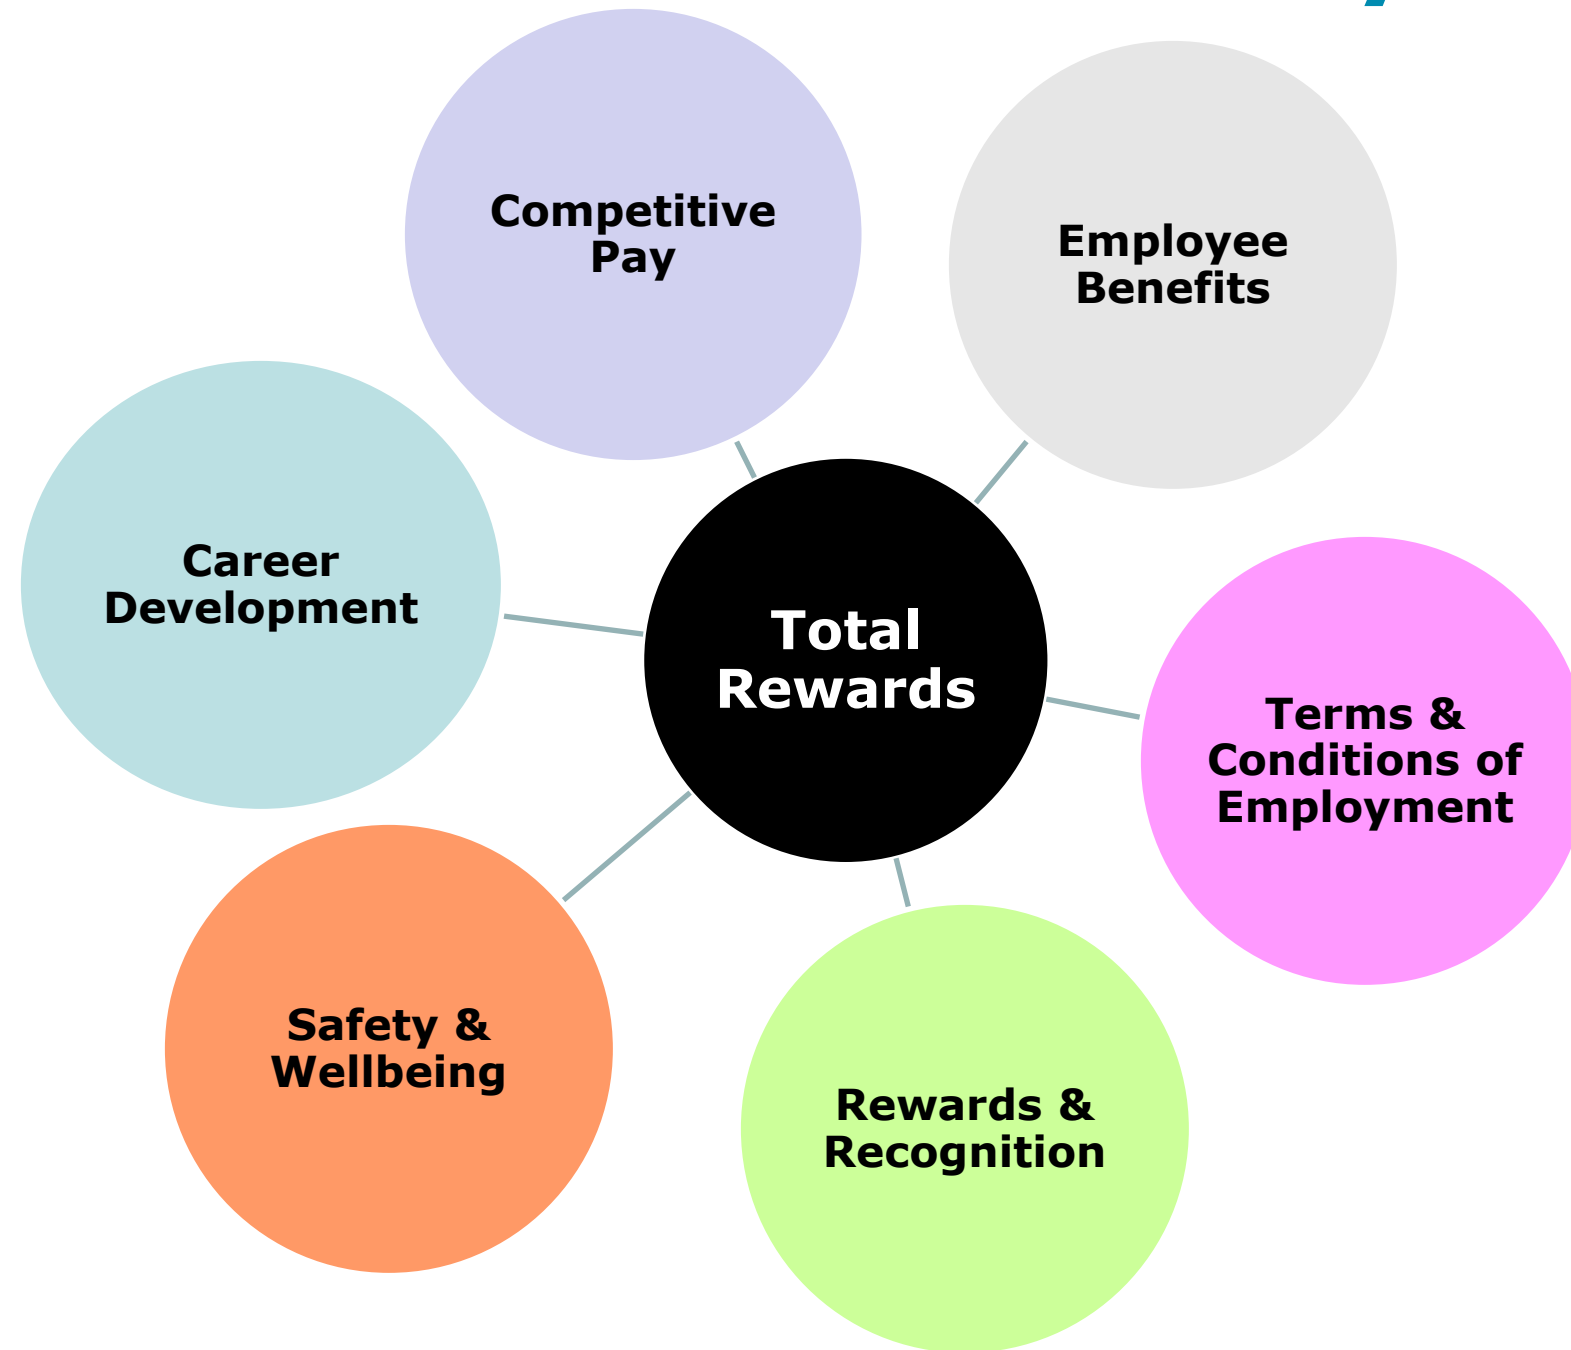 Competitive
Pay
Employee
Benefits
Career
Development
Total
Rewards
Terms &
Conditions of
Employment
Safety &
Wellbeing
Rewards &
Recognition